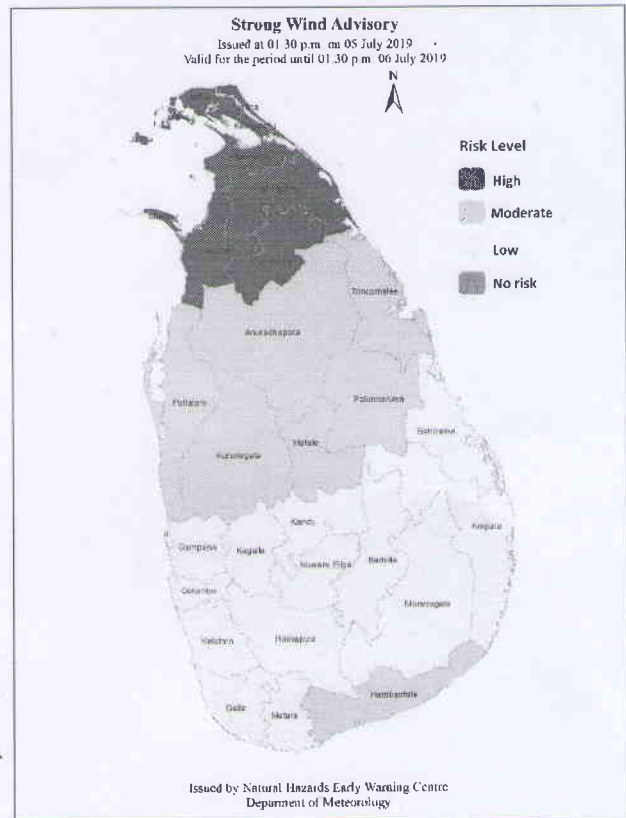 Strong Wind Advisory
Issued at 01 30 p.m on 05 July 2019
Valid for the period until 01.30 p.m. 06 July 2019
N
Risk Level
High
Moderate
Low
No risk
Trincomalee
Anuradhapura
Puttalam
Polonnaruwa
Batticaloa
Matale
Kurunegala
Kandy
Ampara
Gampaha
Kegalle
Nuwara Eliya
Badulla
Colombo
Moneragala
Kalutara
Ratnapura
Hambantota
Galle
Matara
Issued by Natural Hazards Early Warning Centre
Department of Meteorology